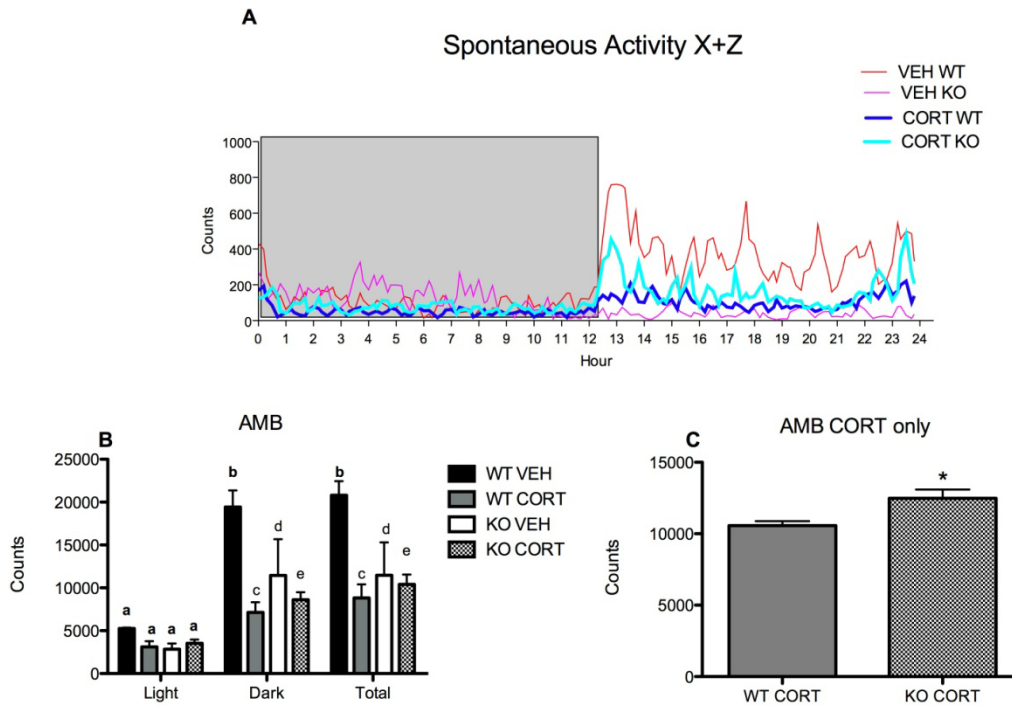 A
Spontaneous Activity X+Z
VEH WT
VEH KO
CORT WT
CORT KO
1000
800
600
400
200
0
Counts
0 1 2 3 4 5 6 7 8 9 10 11 12 13 14 15 16 17 18 19 20 21 22 23 24
Hour
B
AMB
25000
20000
15000
10000
5000
0
Counts
a a a a
b c d e
b c d e
Light Dark Total
WT VEH
WT CORT
KO VEH
KO CORT
C
AMB CORT only
15000
10000
5000
0
Counts
*
WT CORT KO CORT